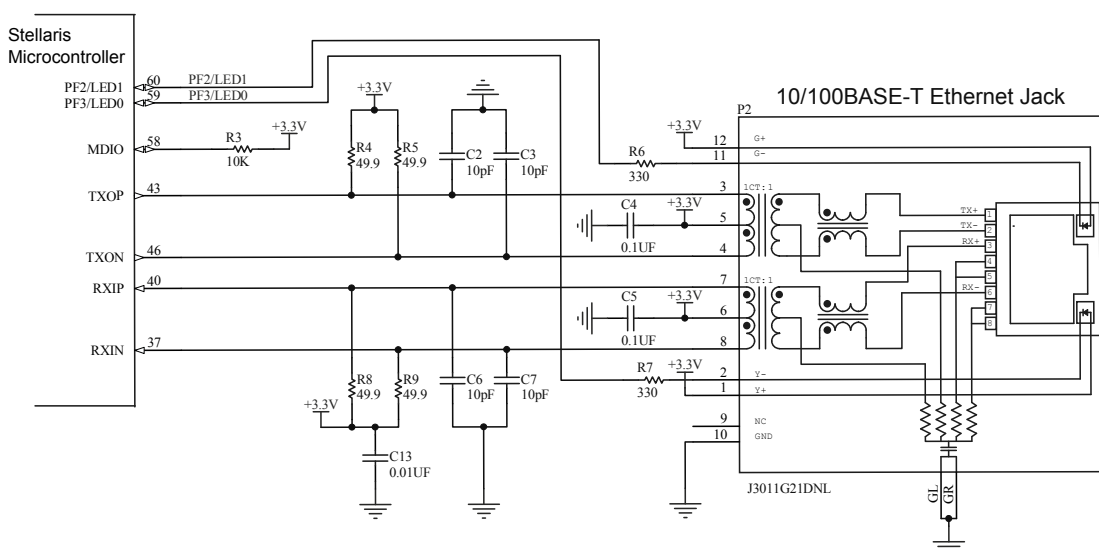 Stellaris
Microcontroller
10/100BASE-T Ethernet Jack
P2
PF2/LED1
60
PF2/LED1
PF3/LED0
59
PF3/LED0
+3.3V
+3.3V
12
G+
11
G-
R6
330
MDIO
58
R3
10K
+3.3V
R4
49.9
R5
49.9
C2
10pF
C3
10pF
TXOP
43
3
1CT:1
C4
0.1UF
+3.3V
5
TX+
1
TX-
2
RX+
3
4
5
RX-
6
7
8
TXON
46
4
RXIP
40
7
1CT:1
C5
0.1UF
+3.3V
6
RXIN
37
8
R8
49.9
R9
49.9
C6
10pF
C7
10pF
R7
330
+3.3V
2
Y-
1
Y+
+3.3V
9
NC
10
GND
C13
0.01UF
J3011G21DNL
GL
GR